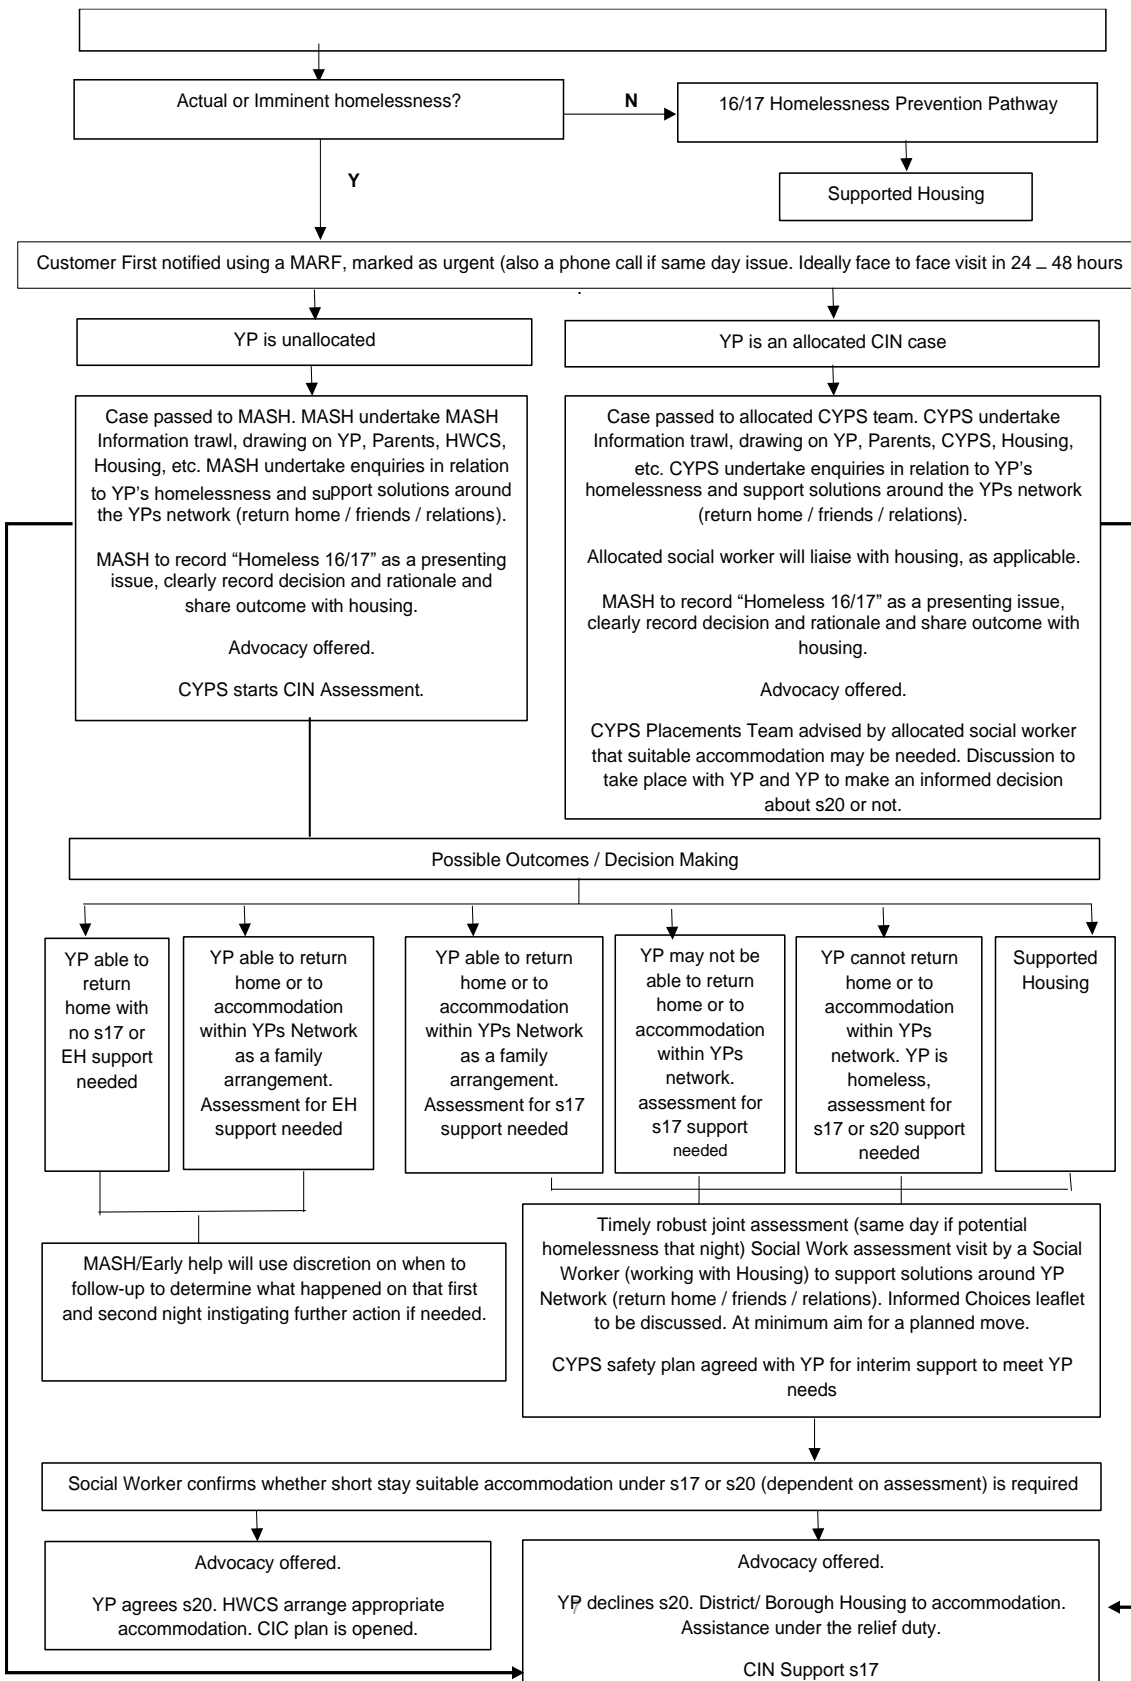 Actual or Imminent homelessness?
N
16/17 Homelessness Prevention Pathway
Y
Supported Housing
Customer First notified using a MARF, marked as urgent (also a phone call if same day issue. Ideally face to face visit in 24 – 48 hours
.
YP is unallocated
YP is an allocated CIN case
Case passed to MASH. MASH undertake MASH
Information trawl, drawing on YP, Parents, HWCS,
Housing, etc. MASH undertake enquiries in relation
to YP's homelessness and support solutions around
the YPs network (return home / friends / relations).
MASH to record “Homeless 16/17” as a presenting
issue, clearly record decision and rationale and
share outcome with housing.
Advocacy offered.
CYPS starts CIN Assessment.
Case passed to allocated CYPS team. CYPS undertake
Information trawl, drawing on YP, Parents, CYPS, Housing,
etc. CYPS undertake enquiries in relation to YP's
homelessness and support solutions around the YPs network
(return home / friends / relations).
Allocated social worker will liaise with housing, as applicable.
MASH to record “Homeless 16/17” as a presenting issue,
clearly record decision and rationale and share outcome with
housing.
Advocacy offered.
CYPS Placements Team advised by allocated social worker
that suitable accommodation may be needed. Discussion to
take place with YP and YP to make an informed decision
about s20 or not.
Possible Outcomes / Decision Making
YP able to
return
home with
no s17 or
EH support
needed
YP able to return
home or to
accommodation
within YPs Network
as a family
arrangement.
Assessment for EH
support needed
YP able to return
home or to
accommodation
within YPs Network
as a family
arrangement.
Assessment for s17
support needed
YP may not be
able to return
home or to
accommodation
within YPs
network.
assessment for
s17 support
needed
YP cannot return
home or to
accommodation
within YPs
network. YP is
homeless,
assessment for
s17 or s20 support
needed
Supported
Housing
MASH/Early help will use discretion on when to
follow-up to determine what happened on that first
and second night instigating further action if needed.
Timely robust joint assessment (same day if potential
homelessness that night) Social Work assessment visit by a Social
Worker (working with Housing) to support solutions around YP
Network (return home / friends / relations). Informed Choices leaflet
to be discussed. At minimum aim for a planned move.
CYPS safety plan agreed with YP for interim support to meet YP
needs
Social Worker confirms whether short stay suitable accommodation under s17 or s20 (dependent on assessment) is required
Advocacy offered.
YP agrees s20. HWCS arrange appropriate
accommodation. CIC plan is opened.
Advocacy offered.
YP declines s20. District/ Borough Housing to accommodation.
Assistance under the relief duty.
CIN Support s17